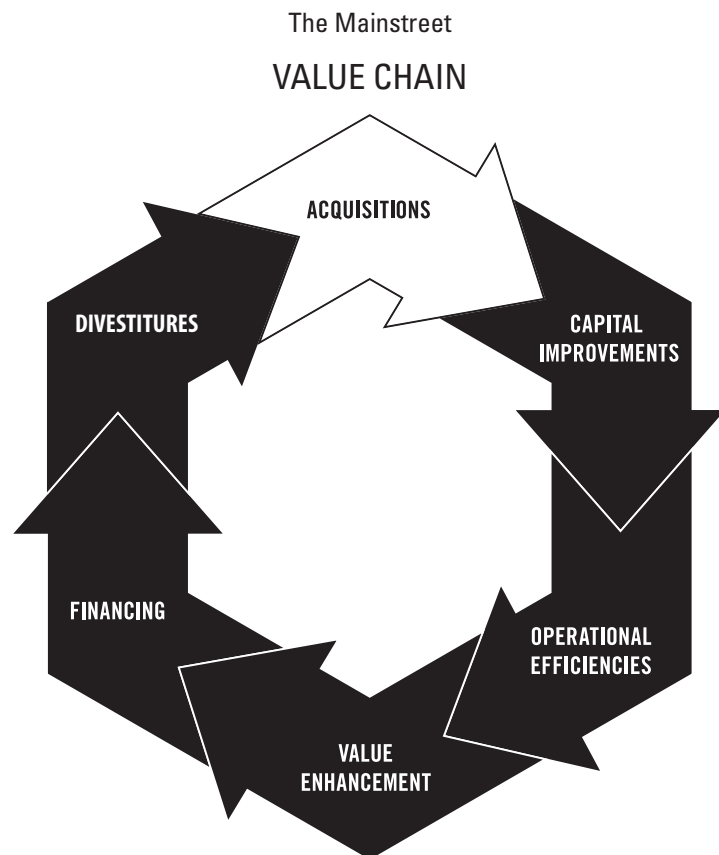 The Mainstreet
VALUE CHAIN
ACQUISITIONS
CAPITAL
IMPROVEMENTS
OPERATIONAL
EFFICIENCIES
VALUE
ENHANCEMENT
FINANCING
DIVESTITURES